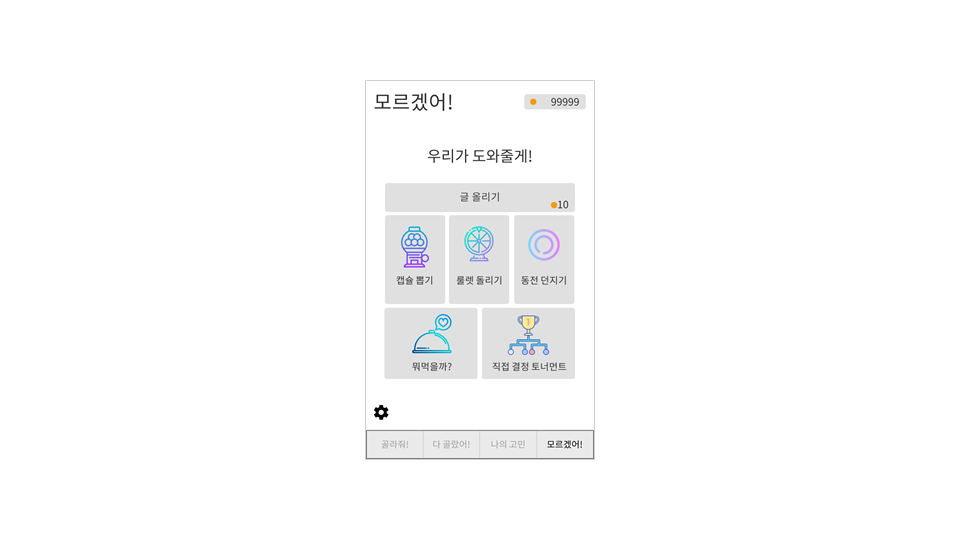 모르겠어!
99999
우리가 도와줄게!
글 올리기
10
캡슐 뽑기
룰렛 돌리기
동전 던지기
1
뭐먹을까?
직접 결정 토너먼트
골라줘!
다 골랐어!
나의 고민
모르겠어!